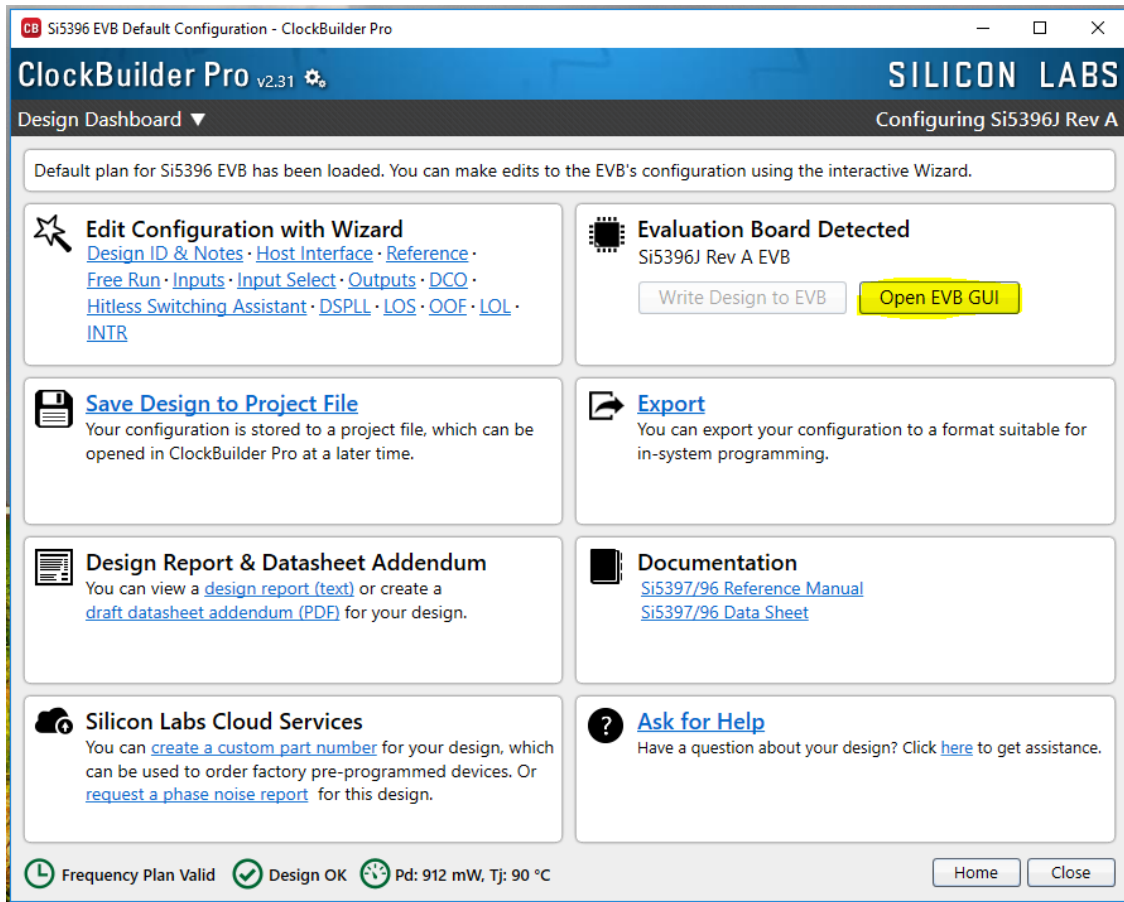 CB Si5396 EVB Default Configuration - ClockBuilder Pro
ClockBuilder Pro v2.31
SILICON LABS
Design Dashboard ▼
Configuring Si5396J Rev A
Default plan for Si5396 EVB has been loaded. You can make edits to the EVB's configuration using the interactive Wizard.
Edit Configuration with Wizard
Design ID & Notes · Host Interface · Reference ·
Free Run · Inputs · Input Select · Outputs · DCO ·
Hitless Switching Assistant · DSPLL · LOS · OOF · LOL ·
INTR
Evaluation Board Detected
Si5396J Rev A EVB
Write Design to EVB
Open EVB GUI
Save Design to Project File
Your configuration is stored to a project file, which can be
opened in ClockBuilder Pro at a later time.
Export
You can export your configuration to a format suitable for
in-system programming.
Design Report & Datasheet Addendum
You can view a design report (text) or create a
draft datasheet addendum (PDF) for your design.
Documentation
Si5397/96 Reference Manual
Si5397/96 Data Sheet
Silicon Labs Cloud Services
You can create a custom part number for your design, which
can be used to order factory pre-programmed devices. Or
request a phase noise report for this design.
? Ask for Help
Have a question about your design? Click here to get assistance.
Frequency Plan Valid
Design OK
Pd: 912 mW, Tj: 90 °C
Home
Close